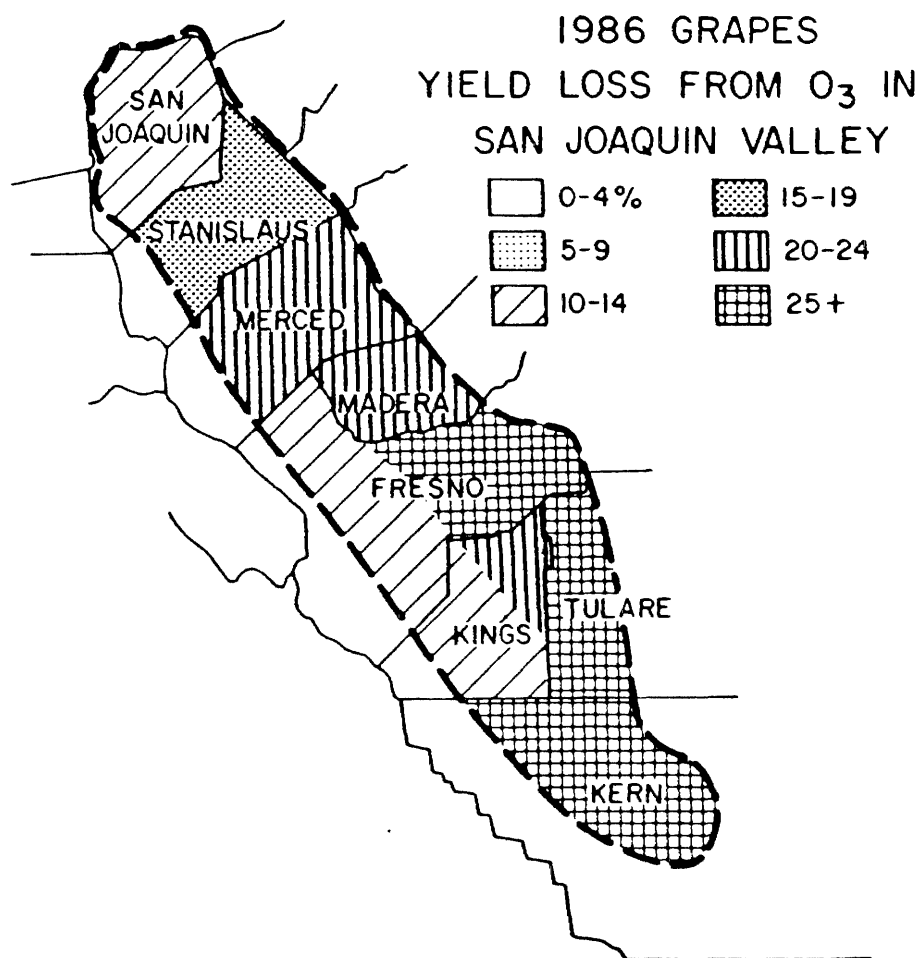 1986 GRAPES
YIELD LOSS FROM O₃ IN
SAN JOAQUIN VALLEY
0-4%
15-19
5-9
20-24
10-14
25+
SAN
JOAQUIN
STANISLAUS
MERCED
MADERA
FRESNO
TULARE
KINGS
KERN